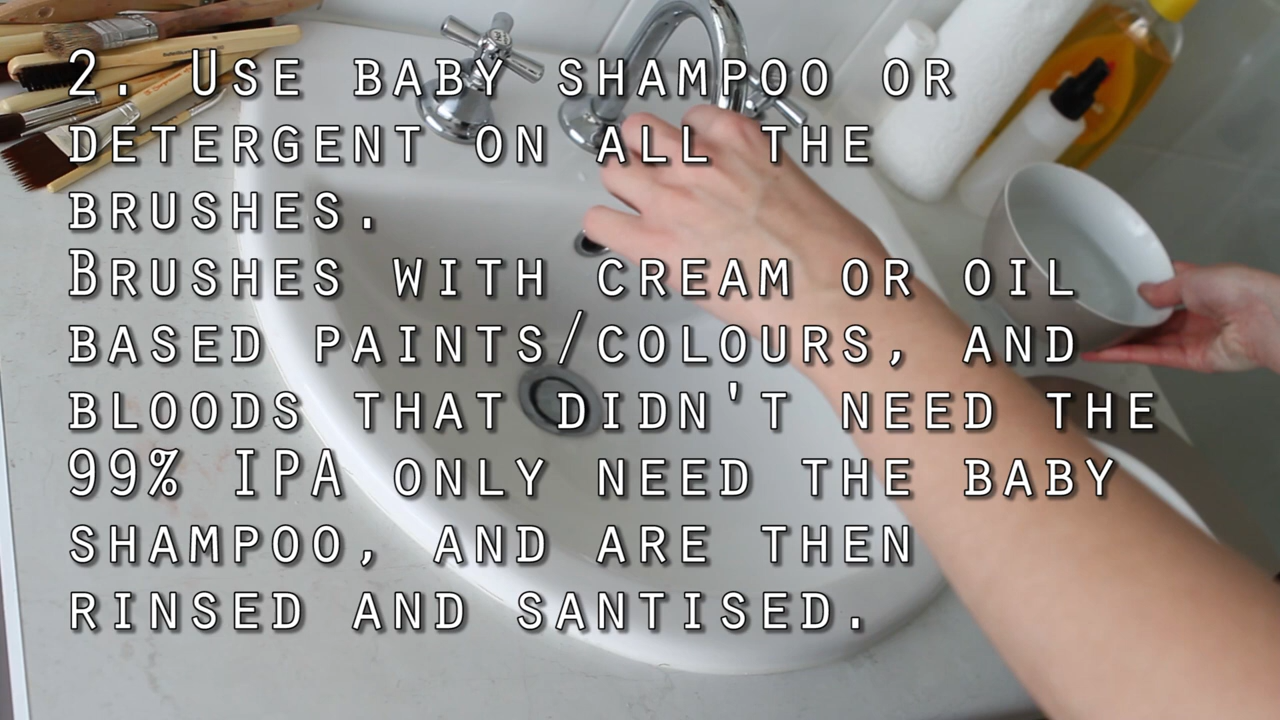 2. Use baby shampoo or
detergent on all the
brushes.
Brushes with cream or oil
based paints/colours, and
bloods that didn't need the
99% IPA only need the baby
shampoo, and are then
rinsed and santised.